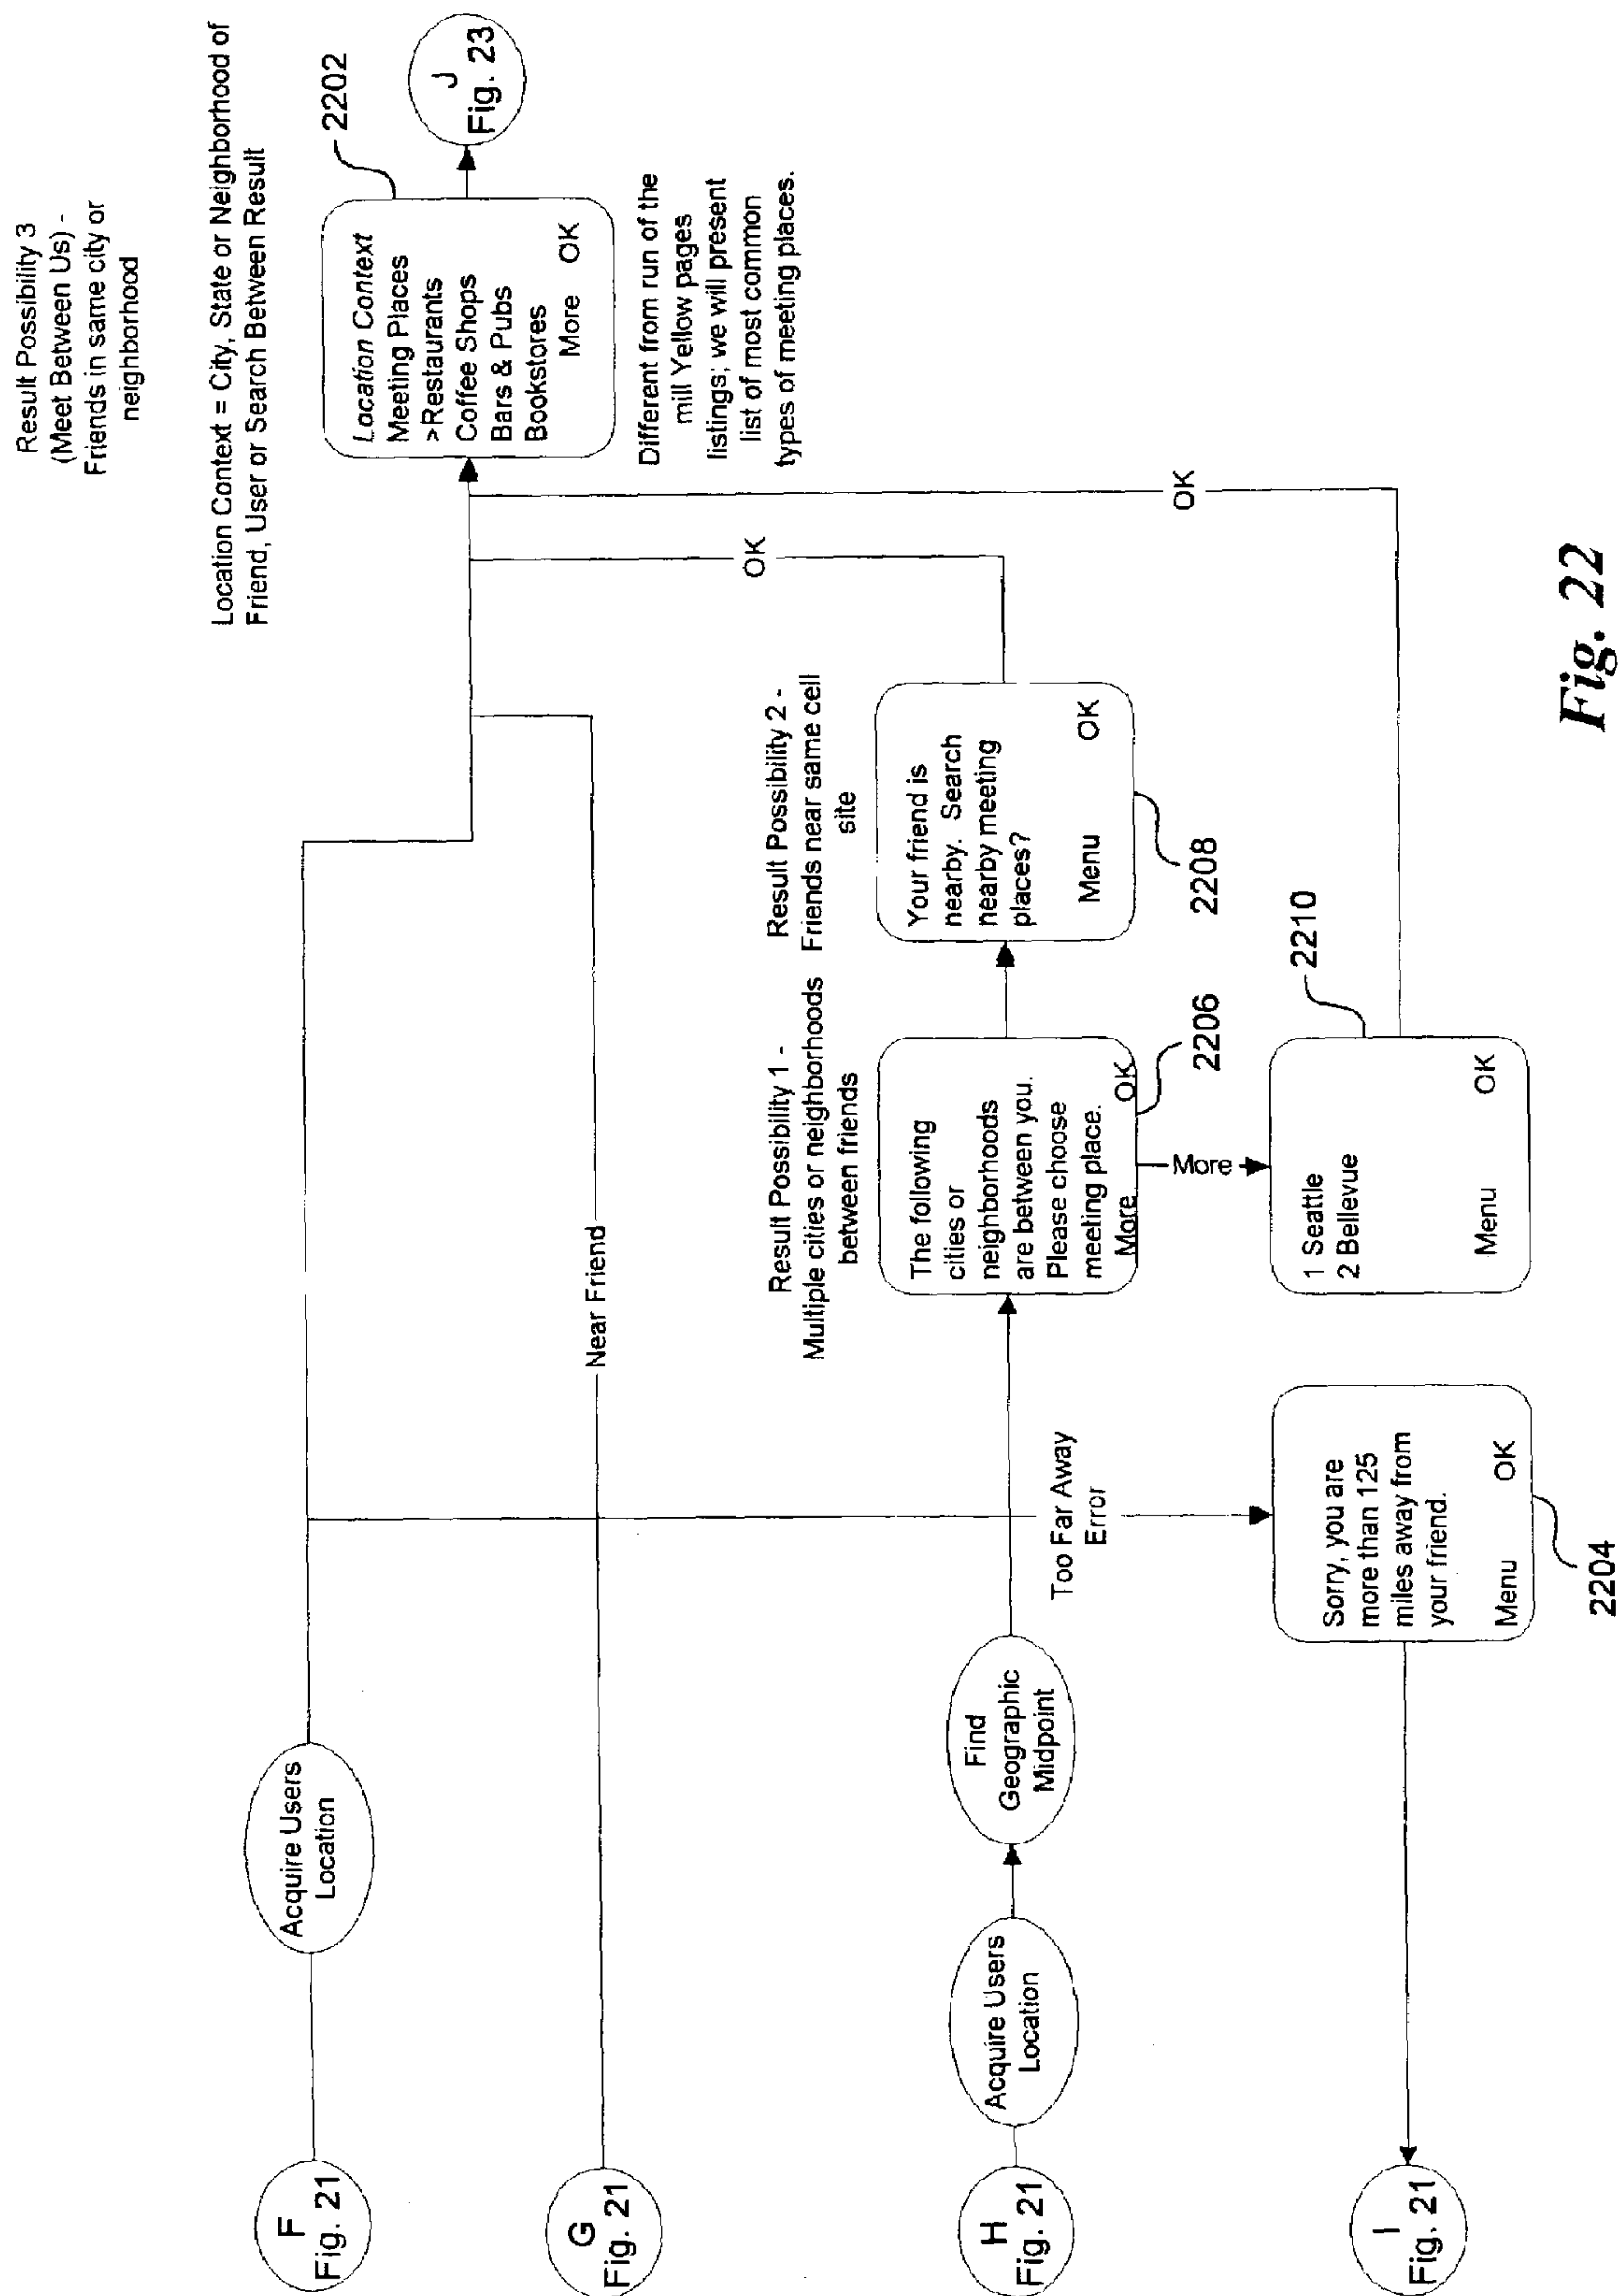 Result Possibility 3
(Meet Between Us) -
Friends in same city or
neighborhood
Location Context = City, State or Neighborhood of
Friend, User or Search Between Result
F
Fig. 21
Acquire Users
Location
2202
Location Context
Meeting Places
>Restaurants
Coffee Shops
Bars & Pubs
Bookstores
More OK
J
Fig. 23
Different from run of the
mill Yellow pages
listings; we will present
list of most common
types of meeting places.
G
Fig. 21
Near Friend
OK
OK
H
Fig. 21
Acquire Users
Location
Find
Geographic
Midpoint
Result Possibility 1 -
Multiple cities or neighborhoods
between friends
The following
cities or
neighborhoods
are between you.
Please choose
meeting place.
More OK
2206
Result Possibility 2 -
Friends near same cell
site
Your friend is
nearby. Search
nearby meeting
places?
Menu OK
2208
Too Far Away
Error
More
2210
1 Seattle
2 Bellevue
Menu OK
I
Fig. 21
Sorry, you are
more than 125
miles away from
your friend.
Menu OK
2204
Fig. 22